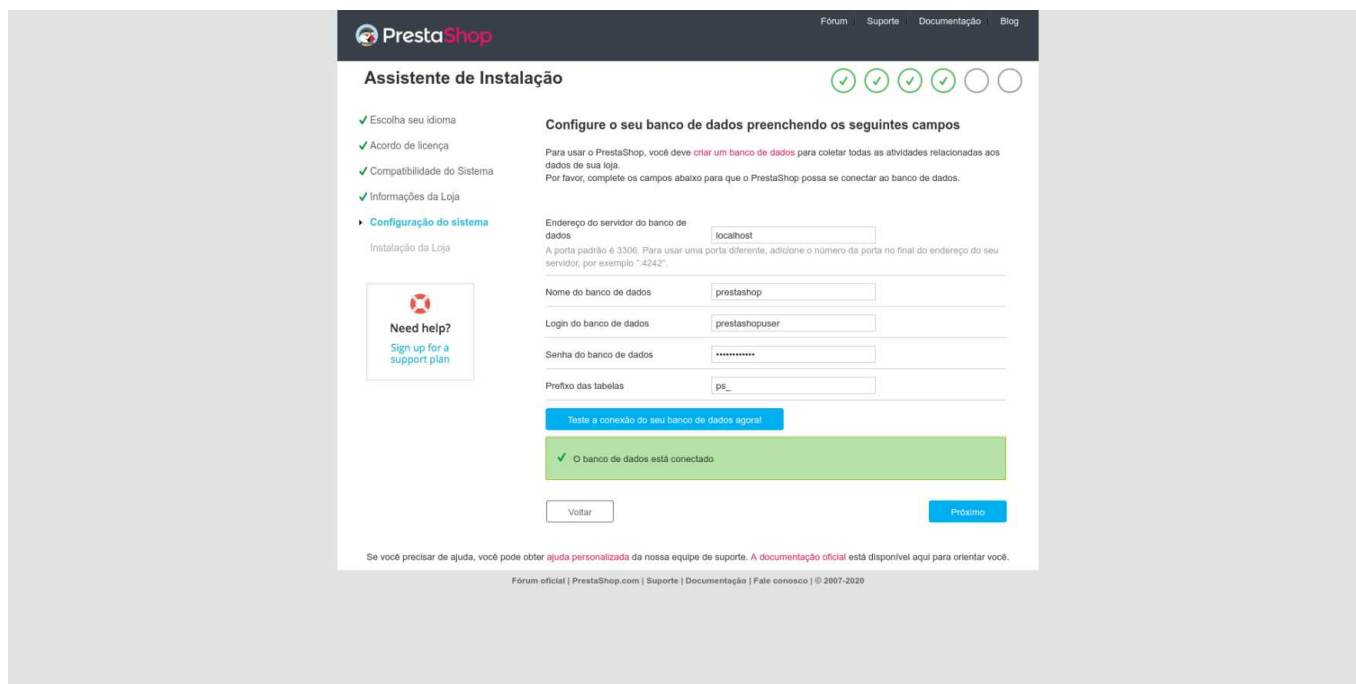 PrestaShop
Fórum
Suporte
Documentação
Blog
Assistente de Instalação
Escolha seu idioma
Acordo de licença
Compatibilidade do Sistema
Informações da Loja
Configuração do sistema
Instalação da Loja
Need help?
Sign up for a
support plan
Configure o seu banco de dados preenchendo os seguintes campos
Para usar o PrestaShop, você deve criar um banco de dados para coletar todas as atividades relacionadas aos
dados de sua loja.
Por favor, complete os campos abaixo para que o PrestaShop possa se conectar ao banco de dados.
Endereço do servidor do banco de
dados
localhost
A porta padrão é 3306. Para usar uma porta diferente, adicione o número da porta no final do endereço do seu
servidor, por exemplo ":4242".
Nome do banco de dados
prestashop
Login do banco de dados
prestashopuser
Senha do banco de dados
••••••••••••
Prefixo das tabelas
ps_
Teste a conexão do seu banco de dados agora!
O banco de dados está conectado
Voltar
Próximo
Se você precisar de ajuda, você pode obter ajuda personalizada da nossa equipe de suporte. A documentação oficial está disponível aqui para orientar você.
Fórum oficial | PrestaShop.com | Suporte | Documentação | Fale conosco | © 2007-2020